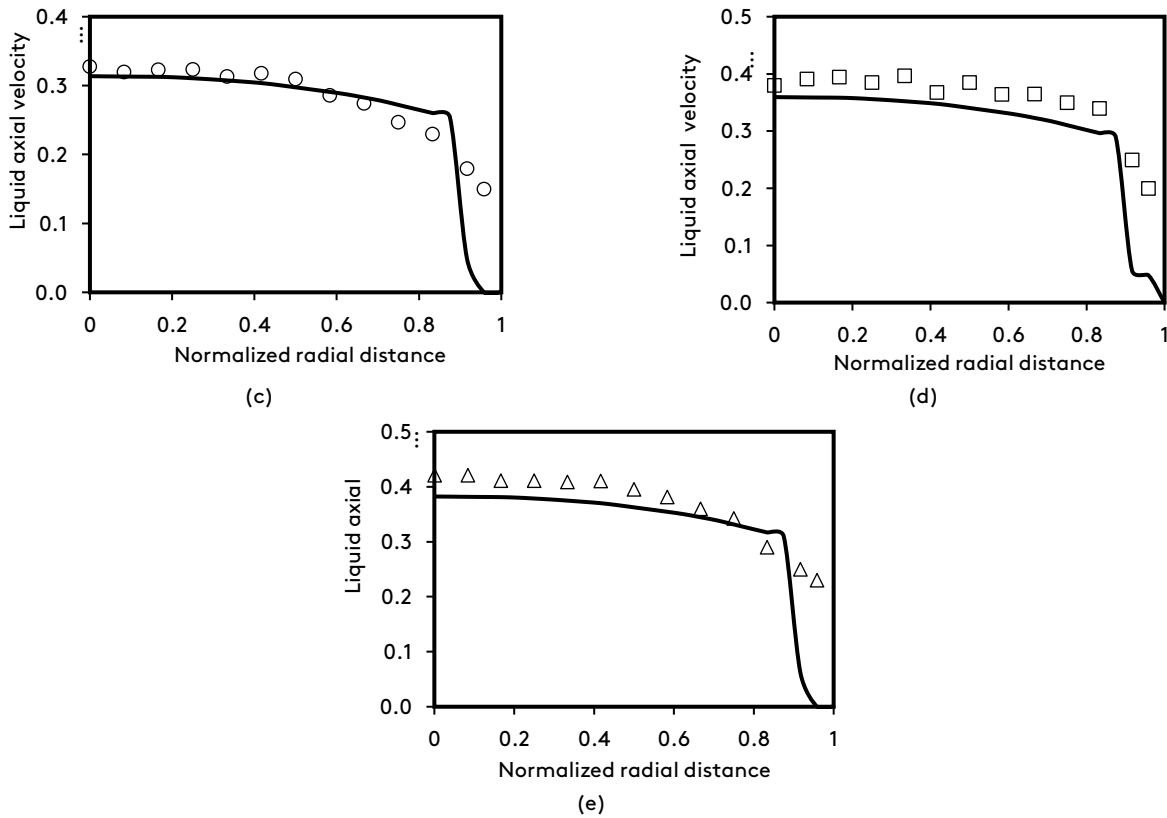 0.4
0.3
0.2
0.1
0.0
Liquid axial velocity
...
0 0.2 0.4 0.6 0.8 1
Normalized radial distance
(c)
0.5
0.4
0.3
0.2
0.1
0.0
Liquid axial velocity
...
0 0.2 0.4 0.6 0.8 1
Normalized radial distance
(d)
0.5
0.4
0.3
0.2
0.1
0.0
Liquid axial
...
0 0.2 0.4 0.6 0.8 1
Normalized radial distance
(e)